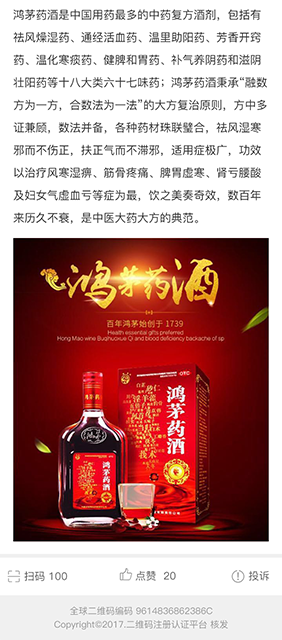 鸿茅药酒是中国用药最多的中药复方酒剂，包括有
祛风燥湿药、通经活血药、温里助阳药、芳香开窍
药、温化寒痰药、健脾和胃药、补气养阴药和滋阴
壮阳药等十八大类六十七味药；鸿茅药酒秉承“融数
方为一方，合数法为一法”的大方复治原则，方中多
证兼顾，数法并备，各种药材珠联璧合，祛风湿寒
邪而不伤正，扶正气而不滞邪，适用症极广，功效
以治疗风寒湿痹、筋骨疼痛、脾胃虚寒、肾亏腰酸
及妇女气虚血亏等症为最，饮之美奏奇效，数百年
来历久不衰，是中医大药大方的典范。
鸿茅药酒
百年鸿茅始创于 1739
Health essential gifts preferred
Hong Mao wine Buqhuoxue Qi and blood deficiency backache of sp
OTC
鸿茅药酒
鸿茅药酒
扫码 100
点赞 20
投诉
全球二维码编码 9614836862386C
Copyright©2017.二维码注册认证平台 核发